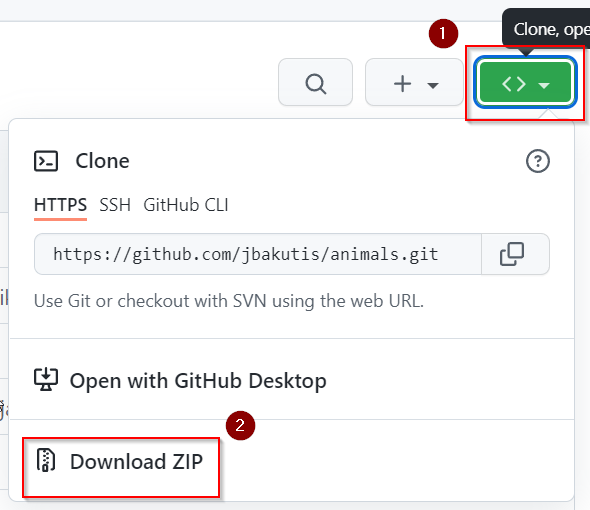 1
Clone, ope
Clone
HTTPS SSH GitHub CLI
https://github.com/jbakutis/animals.git
Use Git or checkout with SVN using the web URL.
Open with GitHub Desktop
2
Download ZIP